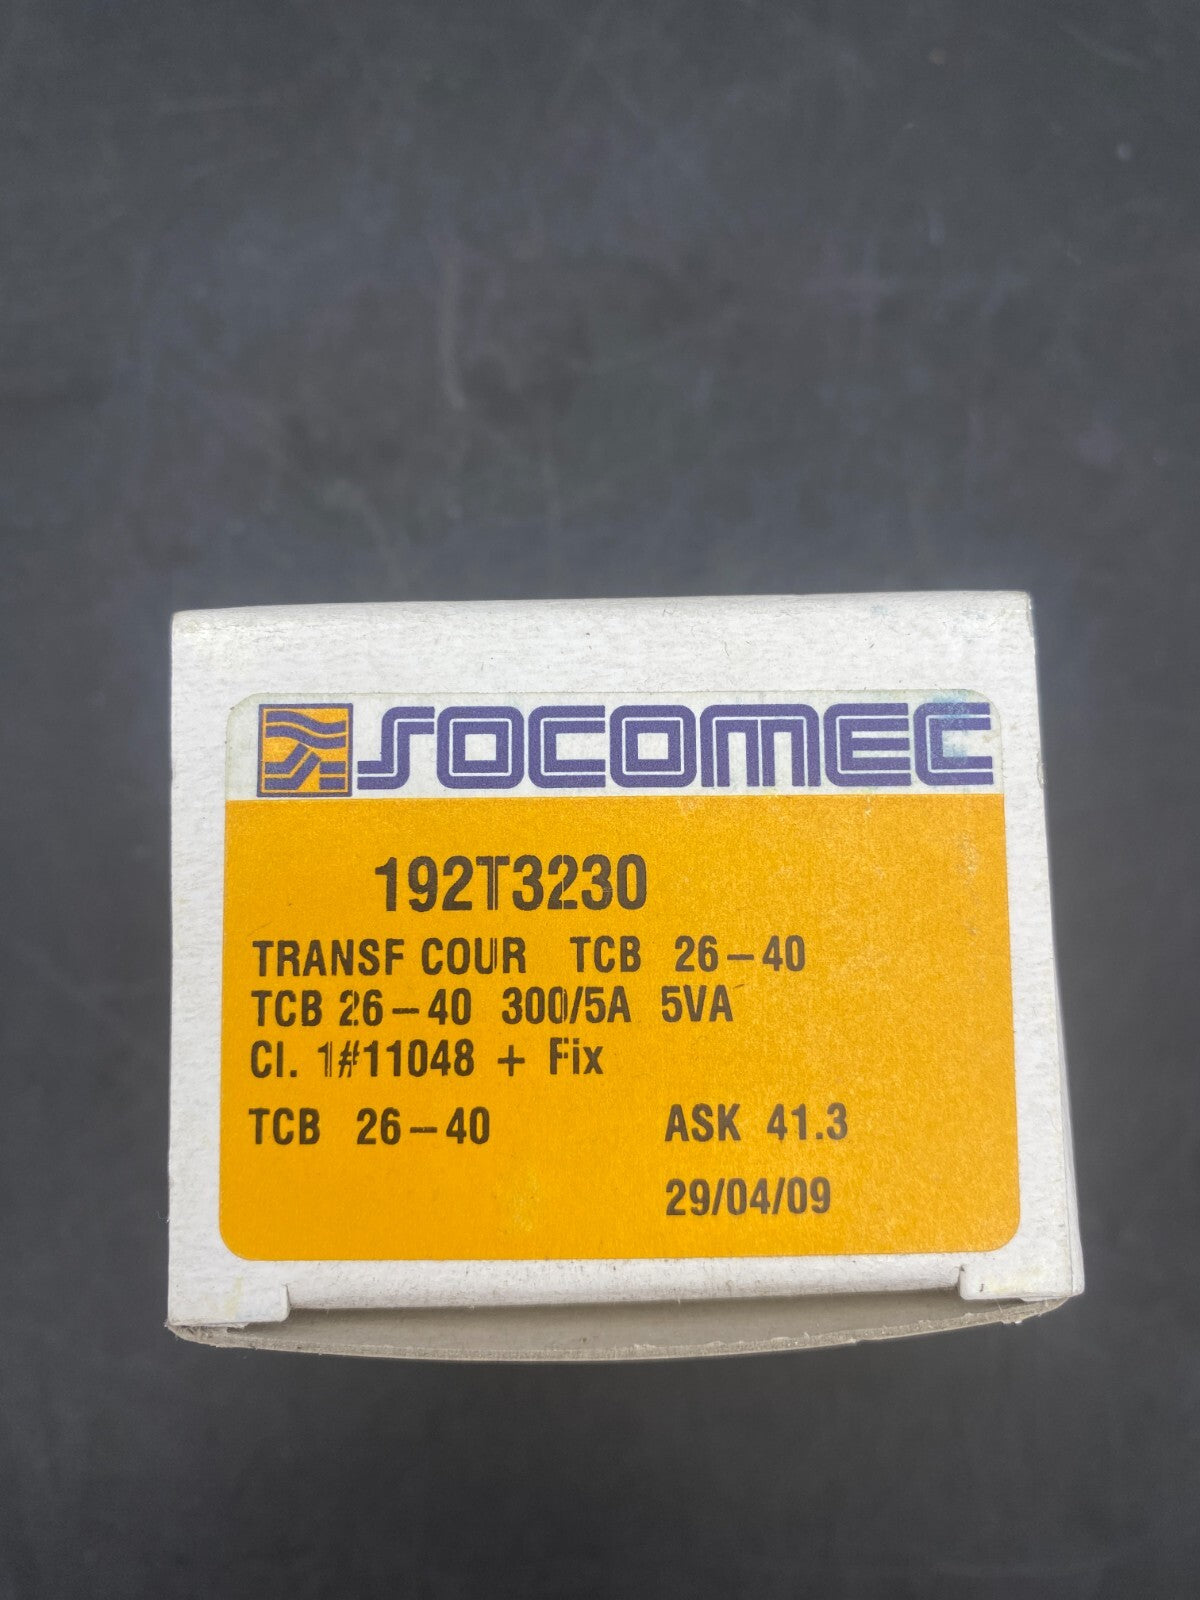 SOCOMEC
192T3230
TRANSF COUR TCB 26-40
TCB 26-40 300/5A 5VA
Cl. 1#11048 + Fix
TCB 26-40 ASK 41.3
29/04/09